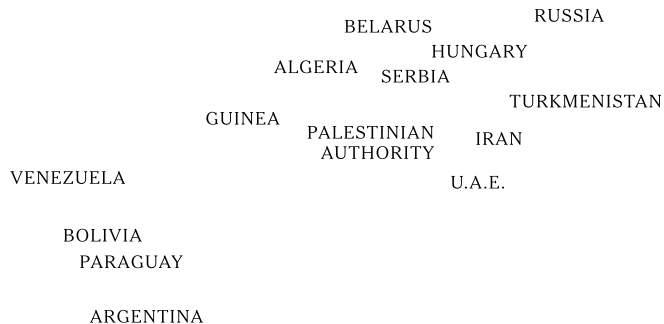 RUSSIA
BELARUS
HUNGARY
ALGERIA
SERBIA
TURKMENISTAN
GUINEA
PALESTINIAN
AUTHORITY
IRAN
VENEZUELA
U.A.E.
BOLIVIA
PARAGUAY
ARGENTINA